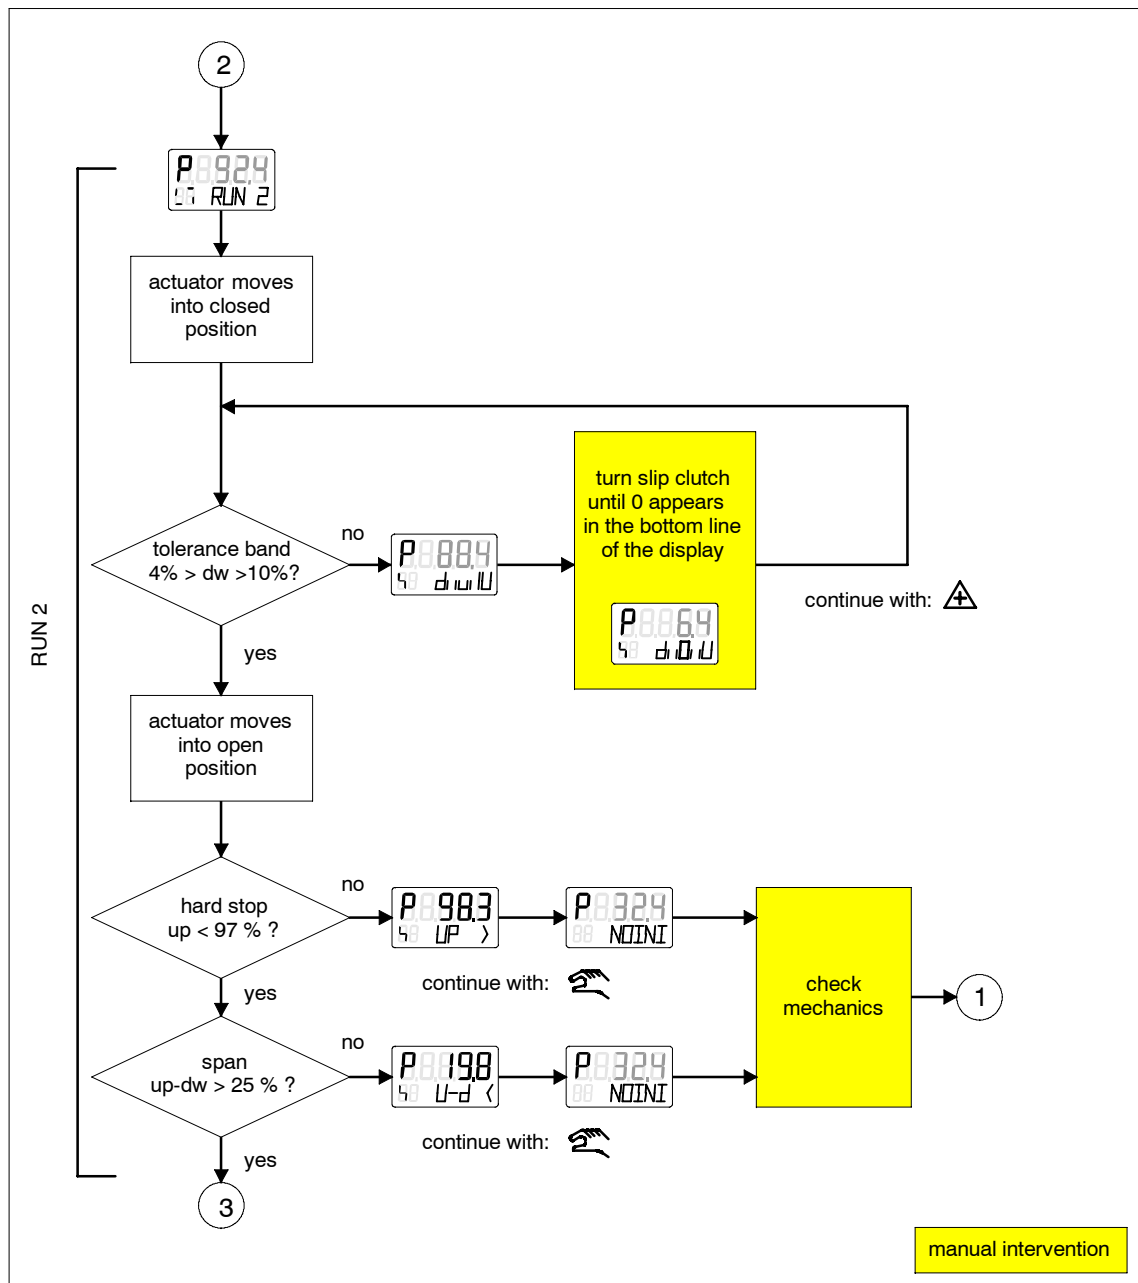 2
P 92.4
RUN 2
actuator moves
into closed
position
tolerance band
4% > dw >10%?
no
P 88.4
turn slip clutch
until 0 appears
in the bottom line
of the display
P 6.4
continue with:
yes
RUN 2
actuator moves
into open
position
hard stop
up < 97 % ?
no
P 98.3
UP >
P 32.4
NOINI
continue with:
check
mechanics
1
yes
span
up-dw > 25 % ?
no
P 19.8
U-d <
P 32.4
NOINI
continue with:
yes
3
manual intervention